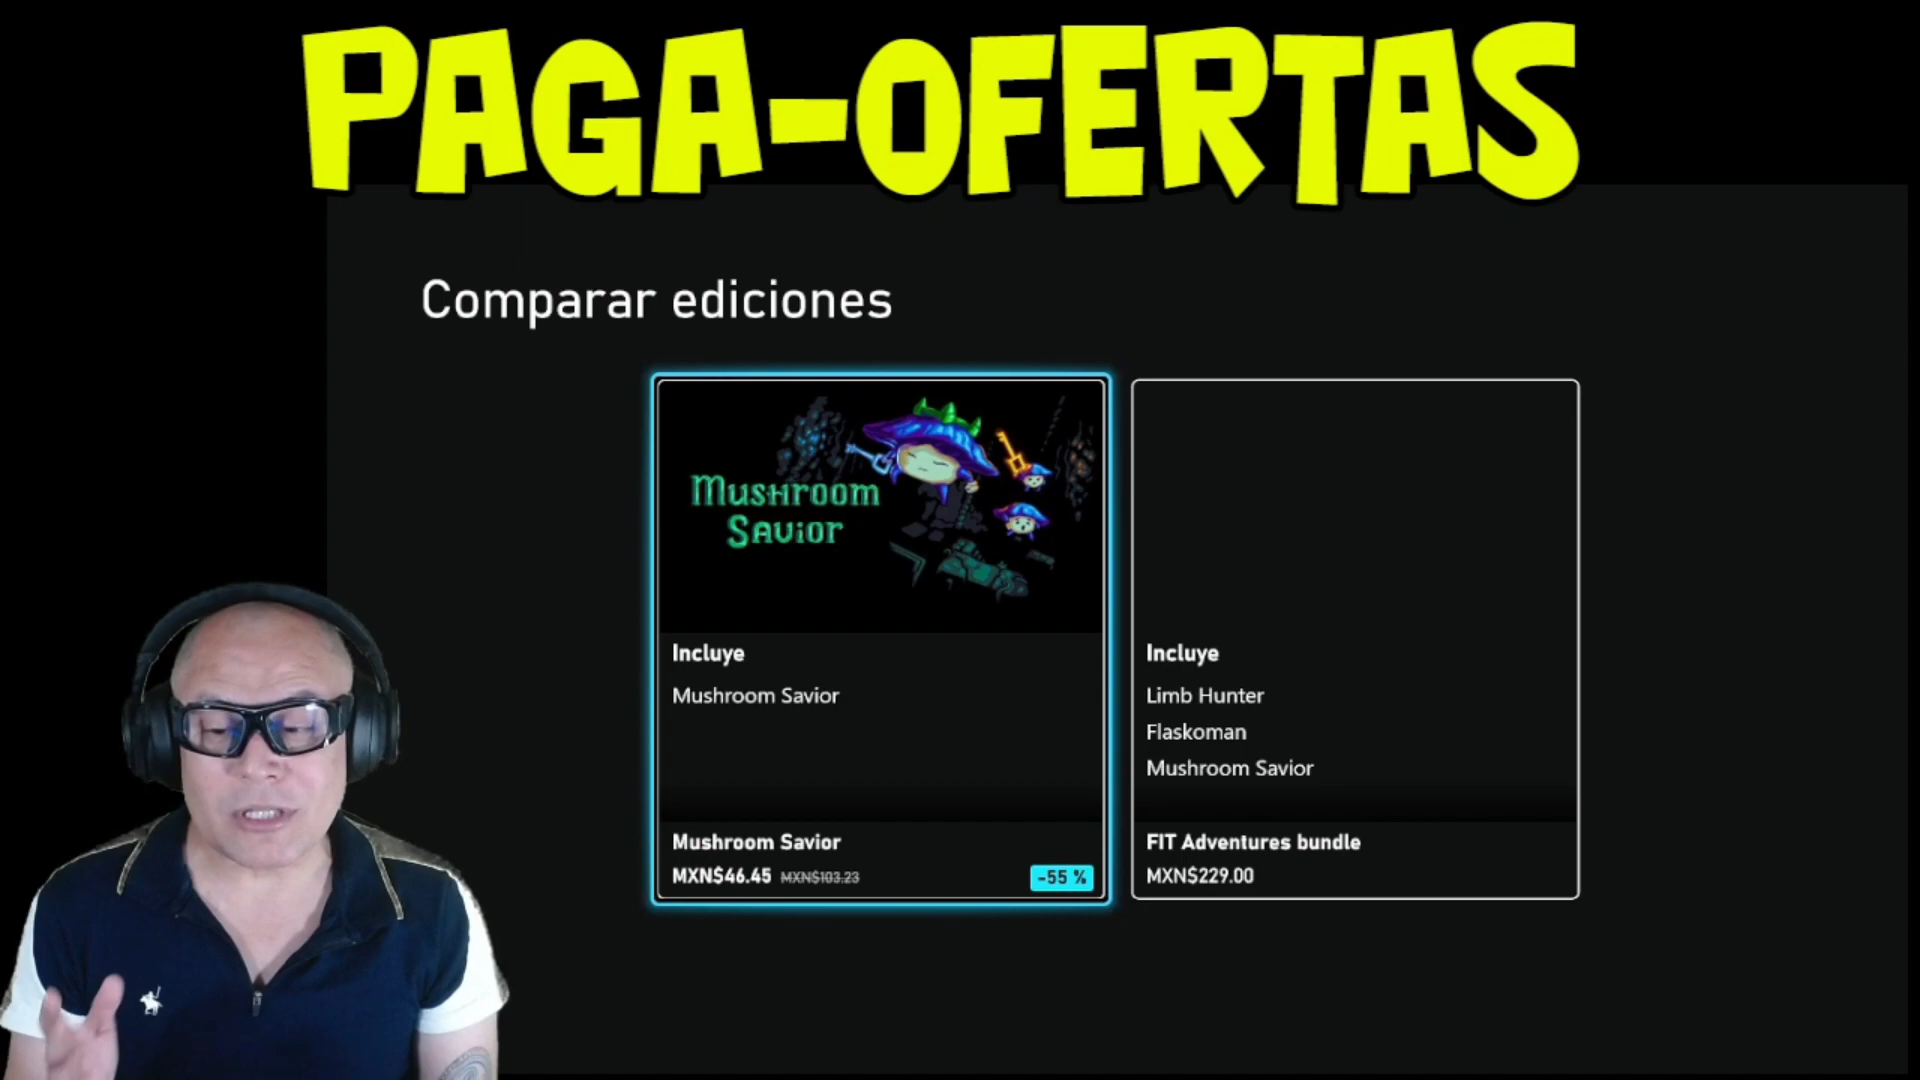 PAGA-OFERTAS
Comparar ediciones
Mushroom
Savior
Incluye
Mushroom Savior
Mushroom Savior
MXN$46.45 MXN$103.23
-55 %
Incluye
Limb Hunter
Flaskoman
Mushroom Savior
FIT Adventures bundle
MXN$229.00